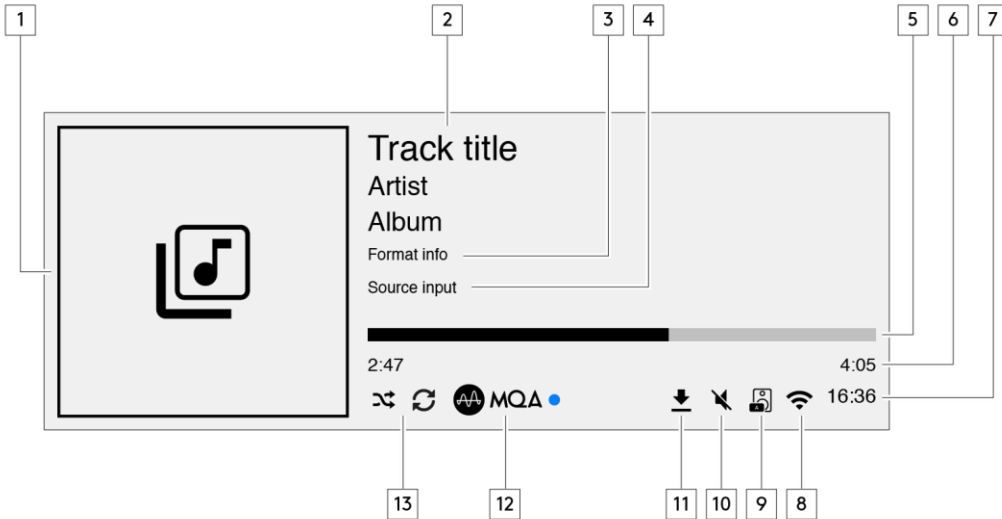 1 2 3 4 5 6 7
Track title
Artist
Album
Format info
Source input
2:47 4:05
MQA A 16:36
13 12 11 10 9 8